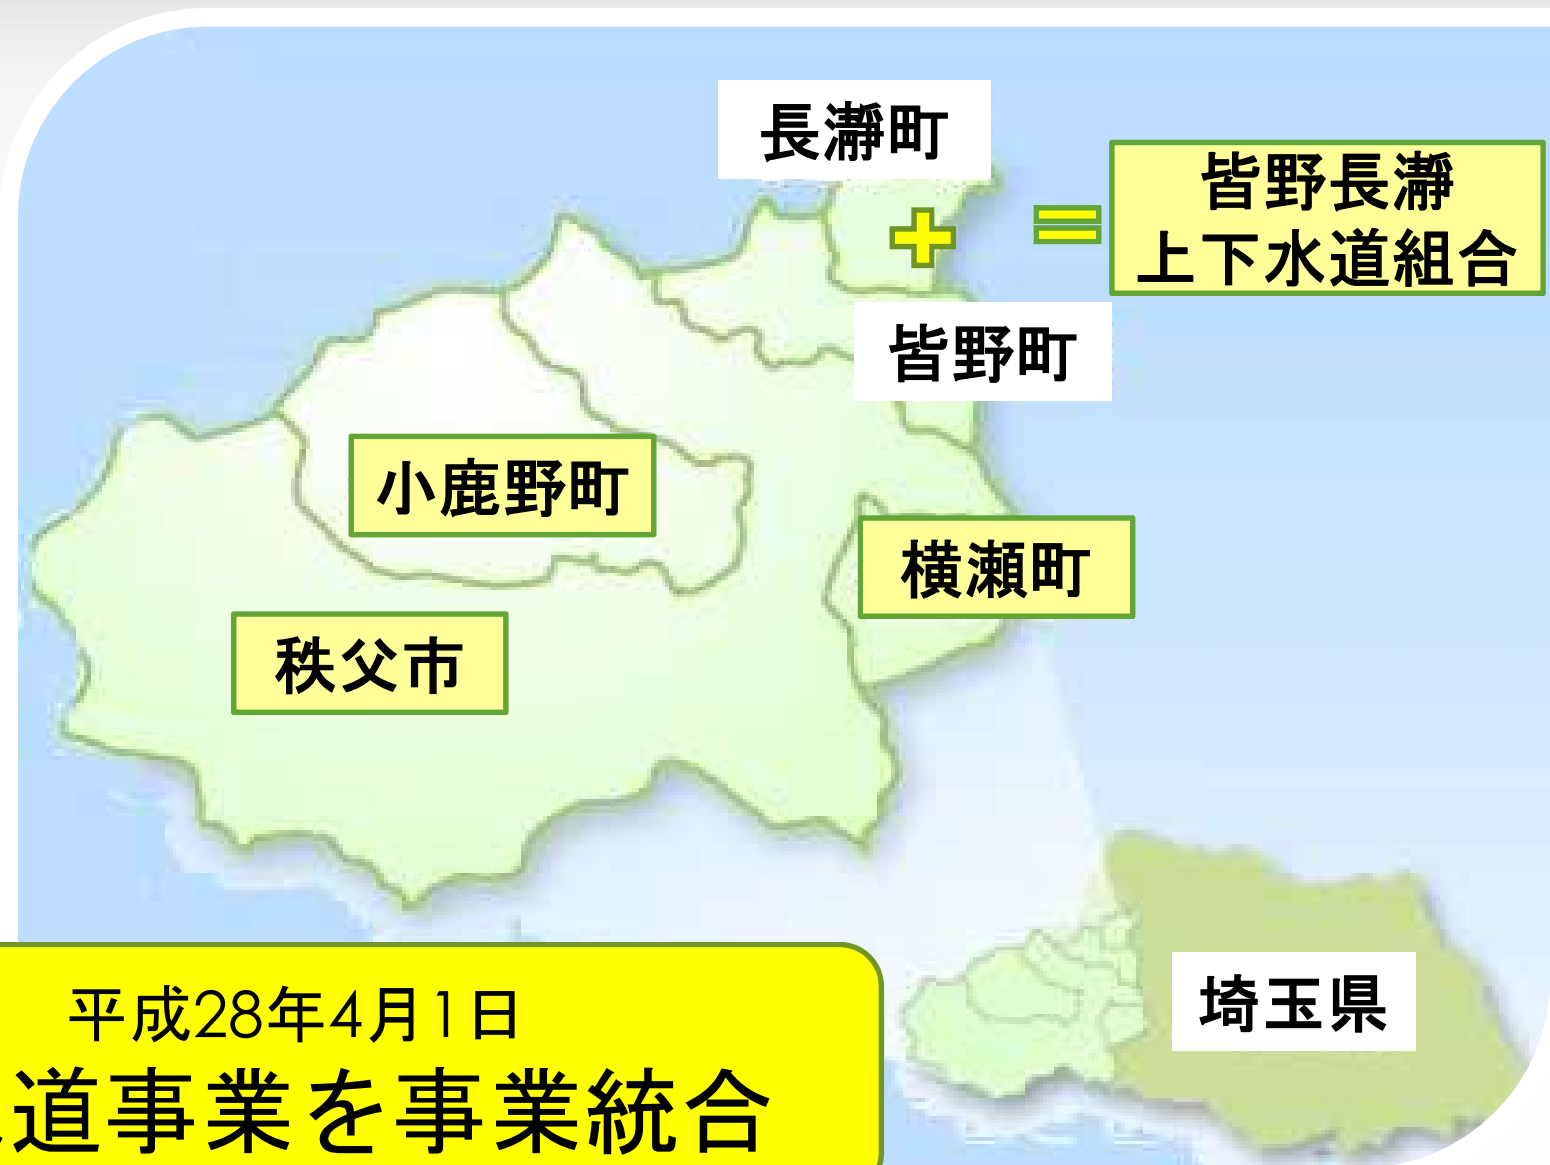 長瀞町
皆野長瀞
上下水道組合
皆野町
小鹿野町
横瀬町
秩父市
埼玉県
平成28年4月1日
道事業を事業統合